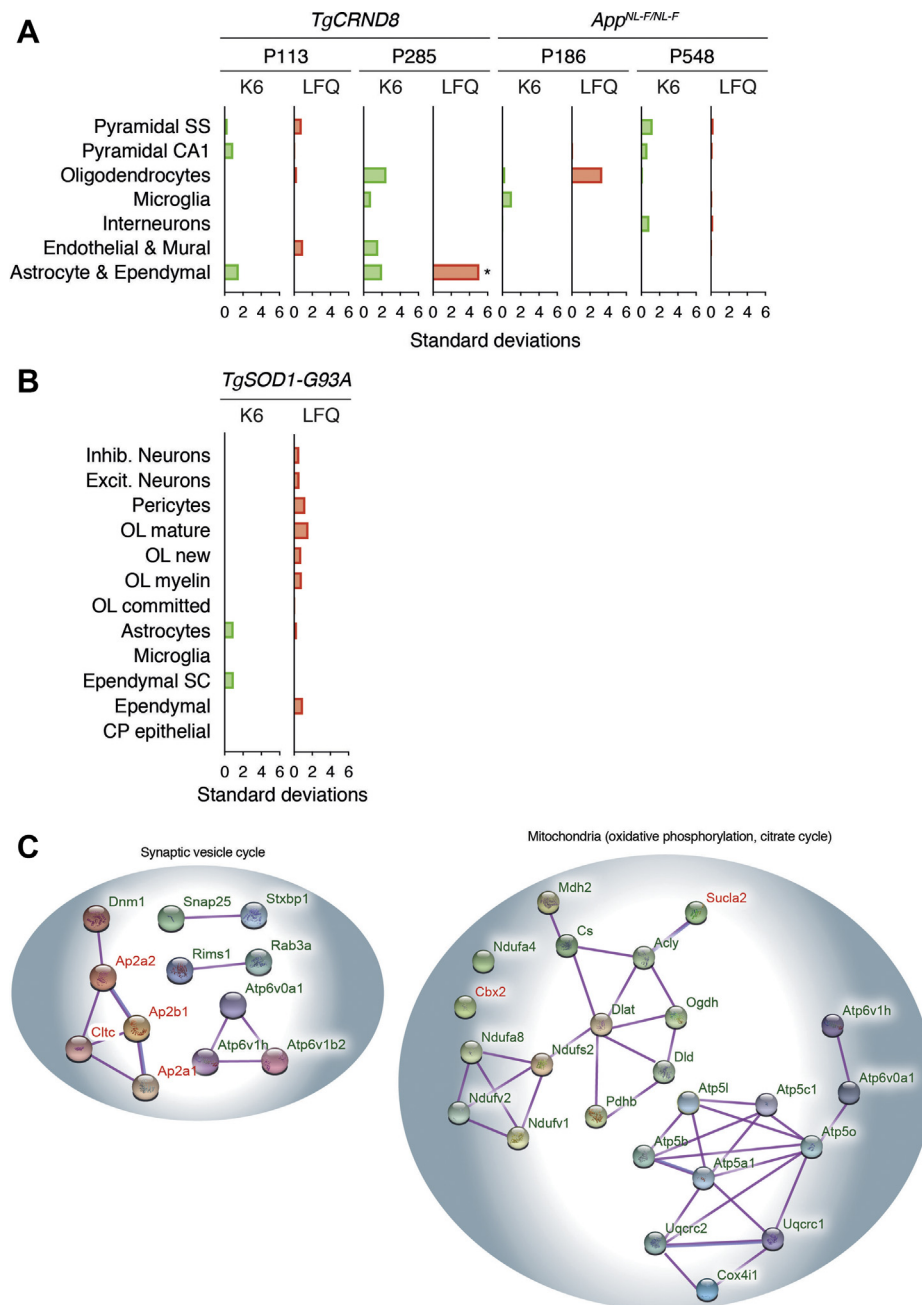 A
TgCRND8 App^NL-F/NL-F
P113 P285 P186 P548
K6 LFQ K6 LFQ K6 LFQ K6 LFQ
Pyramidal SS
Pyramidal CA1
Oligodendrocytes
Microglia
Interneurons
Endothelial & Mural
Astrocyte & Ependymal *
0 2 4 6 0 2 4 6 0 2 4 6 0 2 4 6 0 2 4 6 0 2 4 6 0 2 4 6 0 2 4 6
Standard deviations
B
TgSOD1-G93A
K6 LFQ
Inhib. Neurons
Excit. Neurons
Pericytes
OL mature
OL new
OL myelin
OL committed
Astrocytes
Microglia
Ependymal SC
Ependymal
CP epithelial
0 2 4 6 0 2 4 6
Standard deviations
C
Synaptic vesicle cycle
Dnm1 Snap25 Stxbp1
Ap2a2 Rims1 Rab3a
Ap2b1 Atp6v0a1
Cltc
Ap2a1 Atp6v1h Atp6v1b2
Mitochondria (oxidative phosphorylation, citrate cycle)
Mdh2 Sucla2
Cs Acly
Ndufa4
Cbx2 Dlat Ogdh Atp6v1h
Ndufa8 Ndufs2 Dld Atp6v0a1
Ndufv2 Pdhb Atp5l Atp5c1
Ndufv1 Atp5b Atp5o
Atp5a1
Uqcrc2 Uqcrc1
Cox4i1